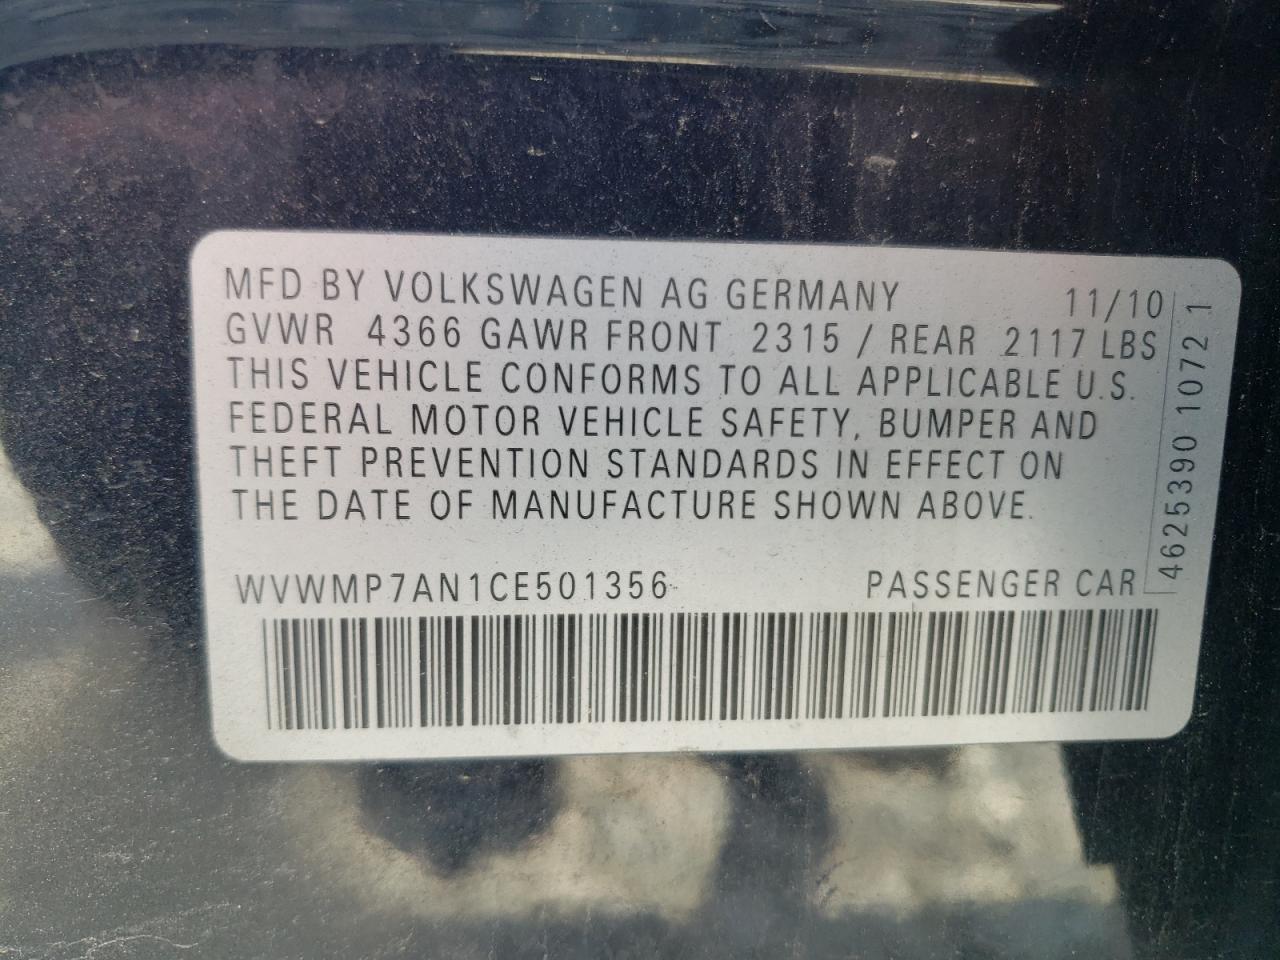 MFD BY VOLKSWAGEN AG GERMANY 11/10
GVWR 4366 GAWR FRONT 2315 / REAR 2117 LBS
THIS VEHICLE CONFORMS TO ALL APPLICABLE U.S.
FEDERAL MOTOR VEHICLE SAFETY, BUMPER AND
THEFT PREVENTION STANDARDS IN EFFECT ON
THE DATE OF MANUFACTURE SHOWN ABOVE.
WVWMP7AN1CE501356 PASSENGER CAR
4625390 1072 1